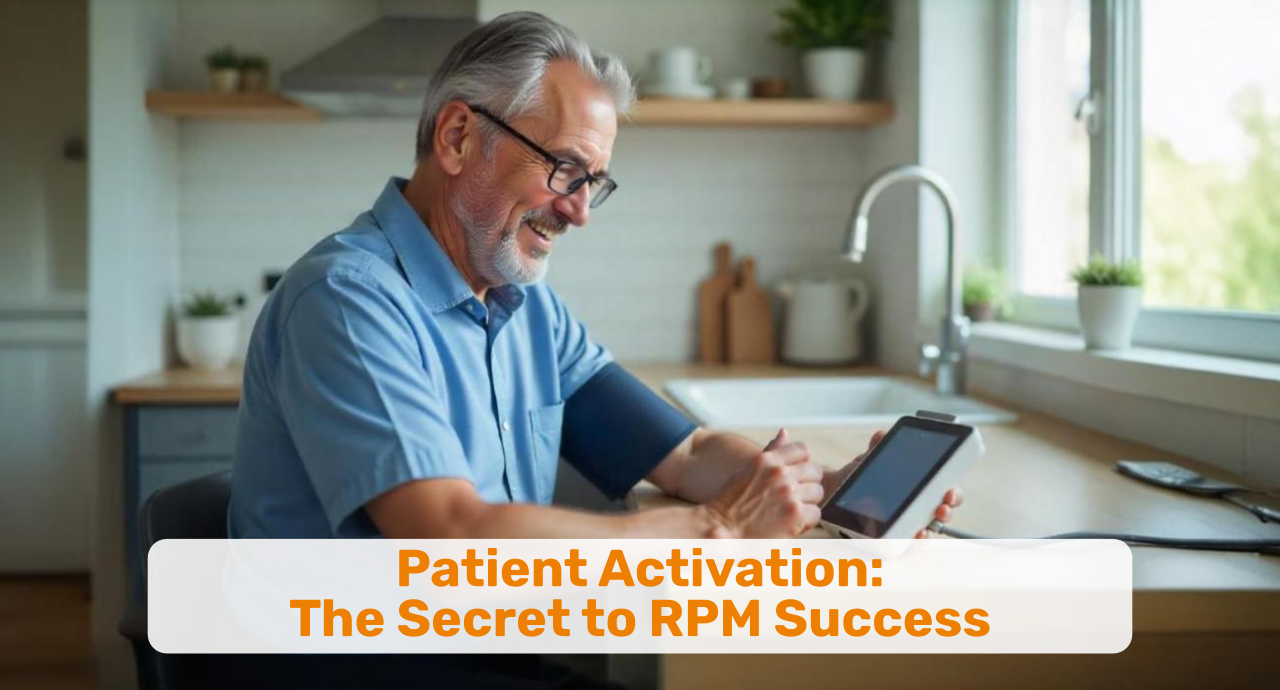 Patient Activation:
The Secret to RPM Success